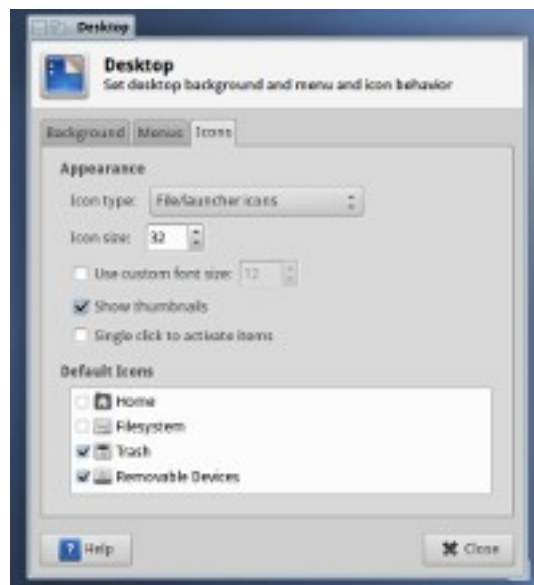 Desktop
Desktop
Set desktop background and menu and icon behavior
Background Menus Icons
Appearance
Icon type: File/launcher icons
Icon size: 32
Use custom font size: 12
Show thumbnails
Single click to activate items
Default Icons
Home
Filesystem
Trash
Removable Devices
? Help
Close